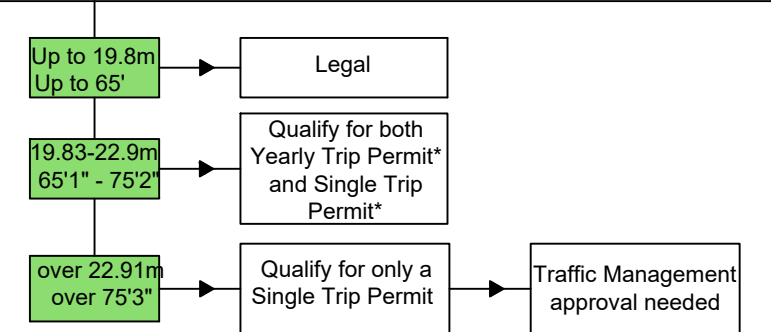 Up to 19.8m
Up to 65'
Legal
19.83-22.9m
65'1" - 75'2"
Qualify for both
Yearly Trip Permit*
and Single Trip
Permit*
over 22.91m
over 75'3"
Qualify for only a
Single Trip Permit
Traffic Management
approval needed